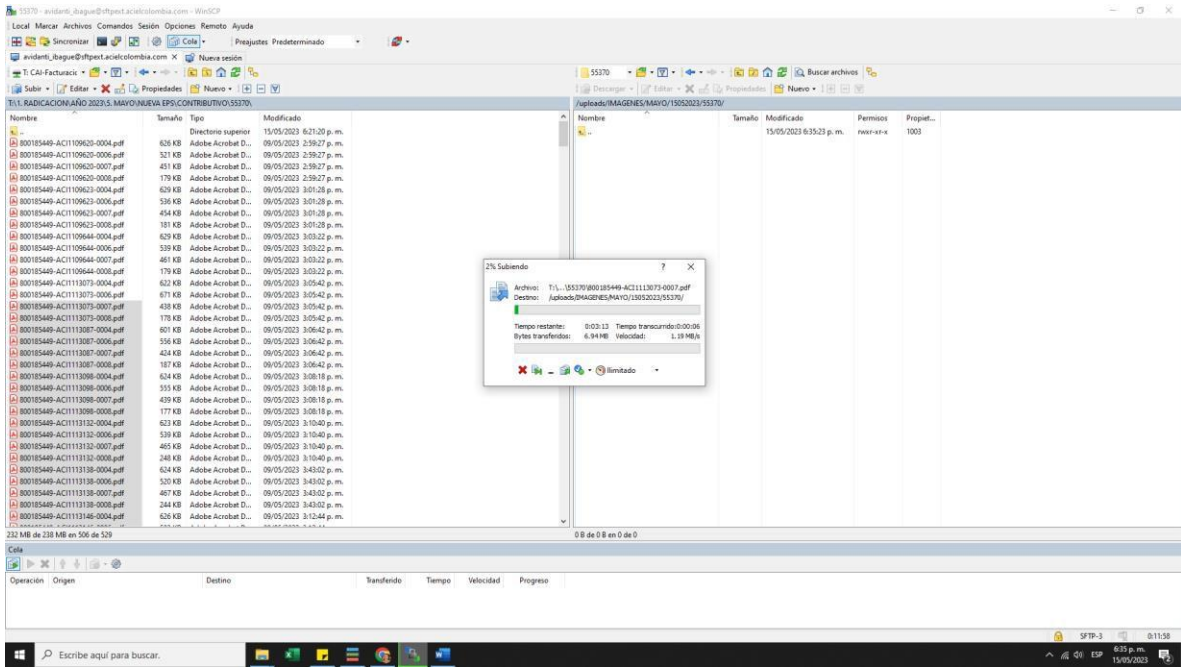 55370 - avidanti_ibague@sftpext.acielcolombia.com - WinSCP
Local Marcar Archivos Comandos Sesión Opciones Remoto Ayuda
Sincronizar Cola Preajustes Predeterminado
avidanti_ibague@sftpext.acielcolombia.com X Nueva sesión
T: CAI-Facturacic
55370 Buscar archivos
Subir Editar Propiedades Nuevo
Descargar Editar Propiedades Nuevo
T:\1. RADICACION\AÑO 2023\5. MAYO\NUEVA EPS\CONTRIBUTIVO\55370\
/uploads/IMAGENES/MAYO/15052023/55370/
Nombre Tamaño Tipo Modificado
Nombre Tamaño Modificado Permisos Propiet...
.. Directorio superior 15/05/2023 6:21:20 p. m.
.. 15/05/2023 6:35:23 p. m. rwxr-xr-x 1003
800185449-ACI1109620-0004.pdf 626 KB Adobe Acrobat D... 09/05/2023 2:59:27 p. m.
800185449-ACI1109620-0006.pdf 521 KB Adobe Acrobat D... 09/05/2023 2:59:27 p. m.
800185449-ACI1109620-0007.pdf 451 KB Adobe Acrobat D... 09/05/2023 2:59:27 p. m.
800185449-ACI1109620-0008.pdf 179 KB Adobe Acrobat D... 09/05/2023 2:59:27 p. m.
800185449-ACI1109623-0004.pdf 629 KB Adobe Acrobat D... 09/05/2023 3:01:28 p. m.
800185449-ACI1109623-0006.pdf 536 KB Adobe Acrobat D... 09/05/2023 3:01:28 p. m.
800185449-ACI1109623-0007.pdf 454 KB Adobe Acrobat D... 09/05/2023 3:01:28 p. m.
800185449-ACI1109623-0008.pdf 181 KB Adobe Acrobat D... 09/05/2023 3:01:28 p. m.
800185449-ACI1109644-0004.pdf 629 KB Adobe Acrobat D... 09/05/2023 3:03:22 p. m.
800185449-ACI1109644-0006.pdf 539 KB Adobe Acrobat D... 09/05/2023 3:03:22 p. m.
800185449-ACI1109644-0007.pdf 461 KB Adobe Acrobat D... 09/05/2023 3:03:22 p. m.
800185449-ACI1109644-0008.pdf 179 KB Adobe Acrobat D... 09/05/2023 3:03:22 p. m.
800185449-ACI1113073-0004.pdf 622 KB Adobe Acrobat D... 09/05/2023 3:05:42 p. m.
800185449-ACI1113073-0006.pdf 671 KB Adobe Acrobat D... 09/05/2023 3:05:42 p. m.
800185449-ACI1113073-0007.pdf 438 KB Adobe Acrobat D... 09/05/2023 3:05:42 p. m.
800185449-ACI1113073-0008.pdf 178 KB Adobe Acrobat D... 09/05/2023 3:05:42 p. m.
800185449-ACI1113087-0004.pdf 601 KB Adobe Acrobat D... 09/05/2023 3:06:42 p. m.
800185449-ACI1113087-0006.pdf 556 KB Adobe Acrobat D... 09/05/2023 3:06:42 p. m.
800185449-ACI1113087-0007.pdf 424 KB Adobe Acrobat D... 09/05/2023 3:06:42 p. m.
800185449-ACI1113087-0008.pdf 187 KB Adobe Acrobat D... 09/05/2023 3:06:42 p. m.
800185449-ACI1113098-0004.pdf 624 KB Adobe Acrobat D... 09/05/2023 3:08:18 p. m.
800185449-ACI1113098-0006.pdf 555 KB Adobe Acrobat D... 09/05/2023 3:08:18 p. m.
800185449-ACI1113098-0007.pdf 439 KB Adobe Acrobat D... 09/05/2023 3:08:18 p. m.
800185449-ACI1113098-0008.pdf 177 KB Adobe Acrobat D... 09/05/2023 3:08:18 p. m.
800185449-ACI1113132-0004.pdf 623 KB Adobe Acrobat D... 09/05/2023 3:10:40 p. m.
800185449-ACI1113132-0006.pdf 539 KB Adobe Acrobat D... 09/05/2023 3:10:40 p. m.
800185449-ACI1113132-0007.pdf 465 KB Adobe Acrobat D... 09/05/2023 3:10:40 p. m.
800185449-ACI1113132-0008.pdf 248 KB Adobe Acrobat D... 09/05/2023 3:10:40 p. m.
800185449-ACI1113138-0004.pdf 624 KB Adobe Acrobat D... 09/05/2023 3:43:02 p. m.
800185449-ACI1113138-0006.pdf 520 KB Adobe Acrobat D... 09/05/2023 3:43:02 p. m.
800185449-ACI1113138-0007.pdf 467 KB Adobe Acrobat D... 09/05/2023 3:43:02 p. m.
800185449-ACI1113138-0008.pdf 244 KB Adobe Acrobat D... 09/05/2023 3:43:02 p. m.
800185449-ACI1113146-0004.pdf 626 KB Adobe Acrobat D... 09/05/2023 3:12:44 p. m.
2% Subiendo ? X
Archivo: T:\...\55370\800185449-ACI1113073-0007.pdf
Destino: /uploads/IMAGENES/MAYO/15052023/55370/
Tiempo restante: 0:03:13 Tiempo transcurrido: 0:00:06
Bytes transferidos: 6.94 MB Velocidad: 1.19 MB/s
Ilimitado
232 MB de 238 MB en 506 de 529
0 B de 0 B en 0 de 0
Cola
Operación Origen Destino Transferido Tiempo Velocidad Progreso
SFTP-3 0:11:58
Escribe aquí para buscar.
ESP 6:35 p. m.
15/05/2023